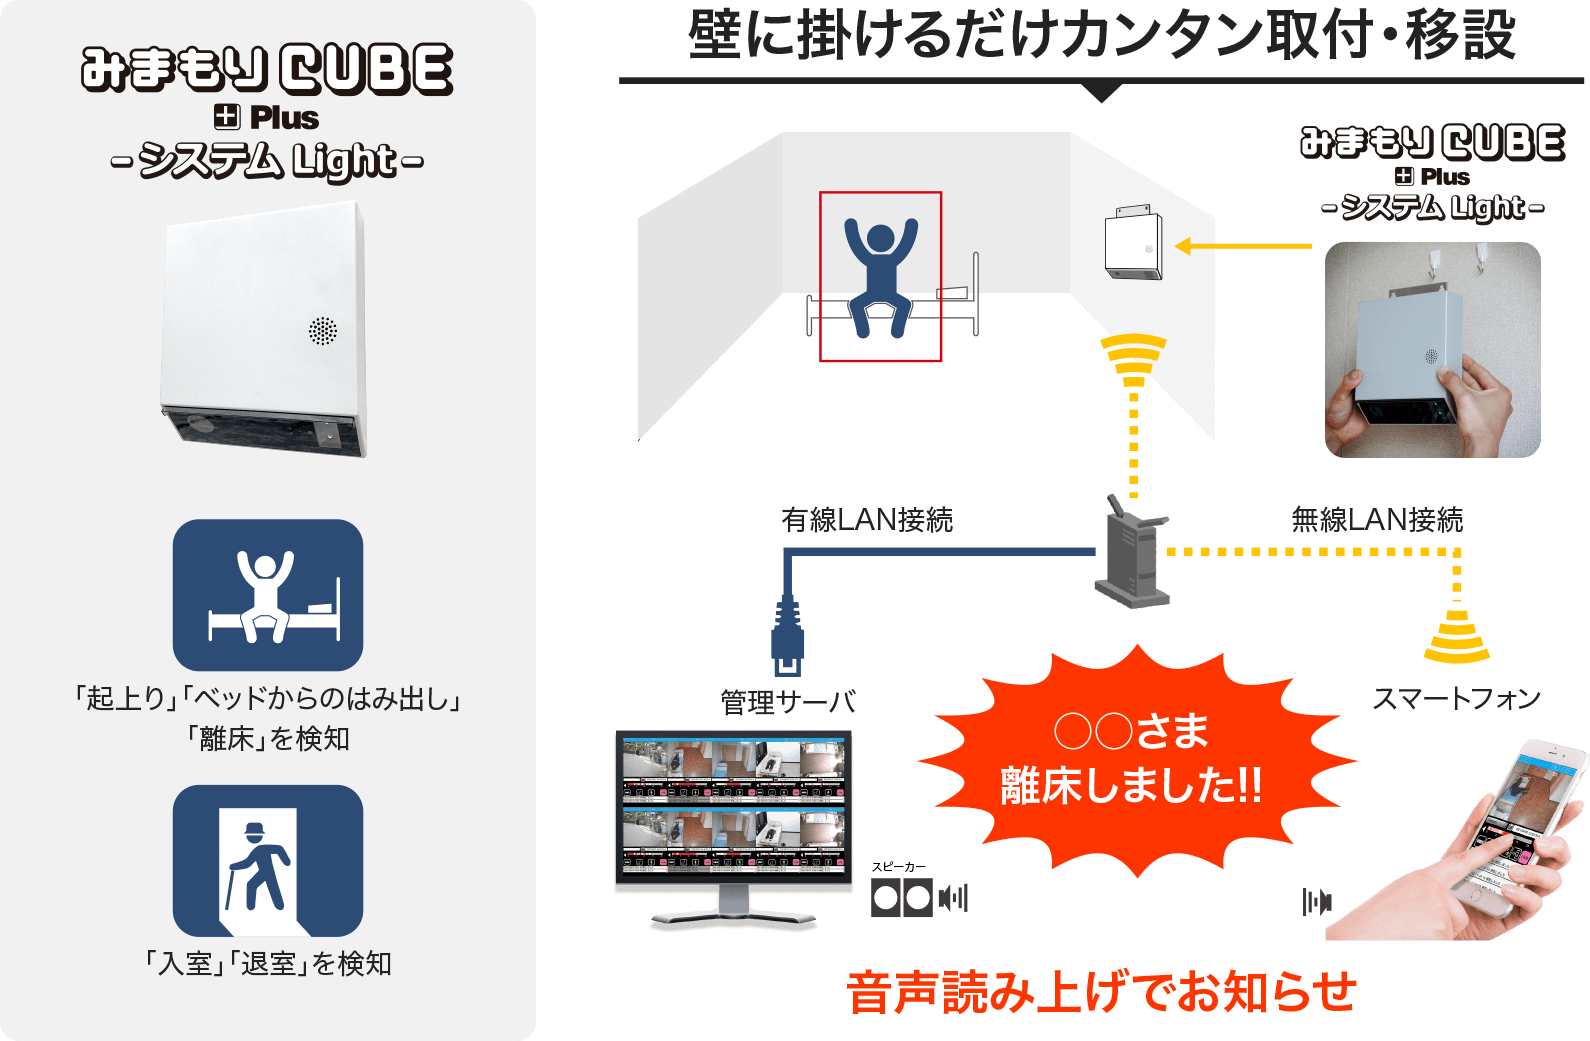 みまもりCUBE
Plus
-システム Light-
「起上り」「ベッドからのはみ出し」
「離床」を検知
「入室」「退室」を検知
壁に掛けるだけカンタン取付・移設
みまもりCUBE
Plus
-システム Light-
有線LAN接続
無線LAN接続
管理サーバ
スマートフォン
〇〇さま
離床しました!!
スピーカー
音声読み上げでお知らせ